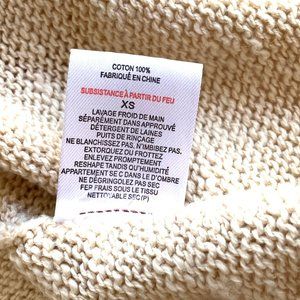 COTON 100%
FABRIQUÉ EN CHINE
SUBSISTANCE À PARTIR DU FEU
XS
LAVAGE FROID DE MAIN
SÉPARÉMENT DANS APPROUVÉ
DÉTERGENT DE LAINES
PUITS DE RINÇAGE
NE BLANCHISSEZ PAS, N'IMBIBEZ PAS.
EXTORQUEZ OU FROTTEZ
ENLEVEZ PROMPTEMENT
RESHAPE TANDIS QU'HUMIDITÉ
APPARTEMENT SEC DANS LE D'OMBRE
NE DÉGRINGOLEZ PAS SEC
FER FRAIS SOUS LE TISSU
NETTOYABLE SEC(P)